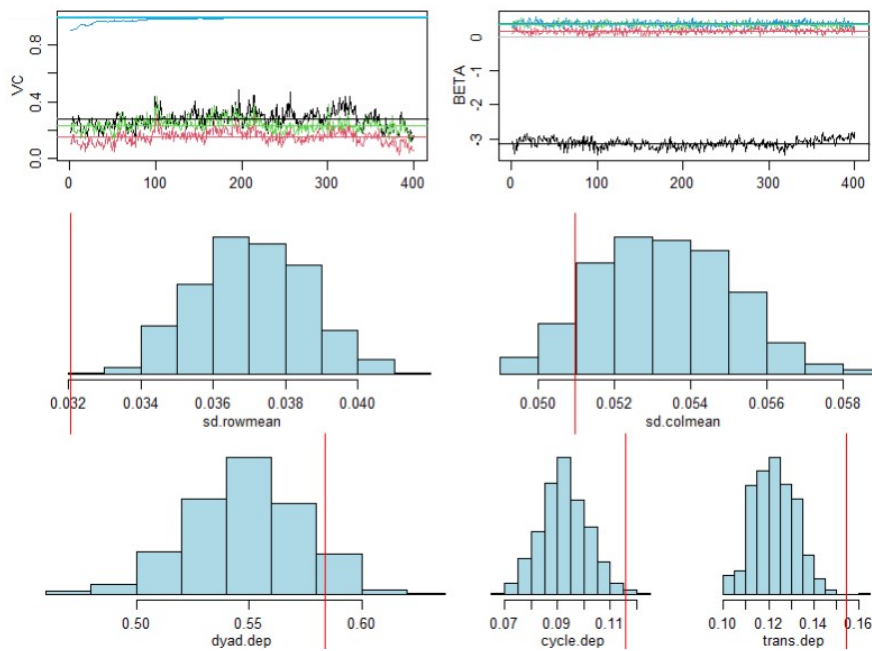 VC
0.0 0.4 0.8
0 100 200 300 400
BETA
0 -1 -2 -3
0 100 200 300 400
0.032 0.034 0.036 0.038 0.040
sd.rowmean
0.050 0.052 0.054 0.056 0.058
sd.colmean
0.50 0.55 0.60
dyad.dep
0.07 0.09 0.11
cycle.dep
0.10 0.12 0.14 0.16
trans.dep